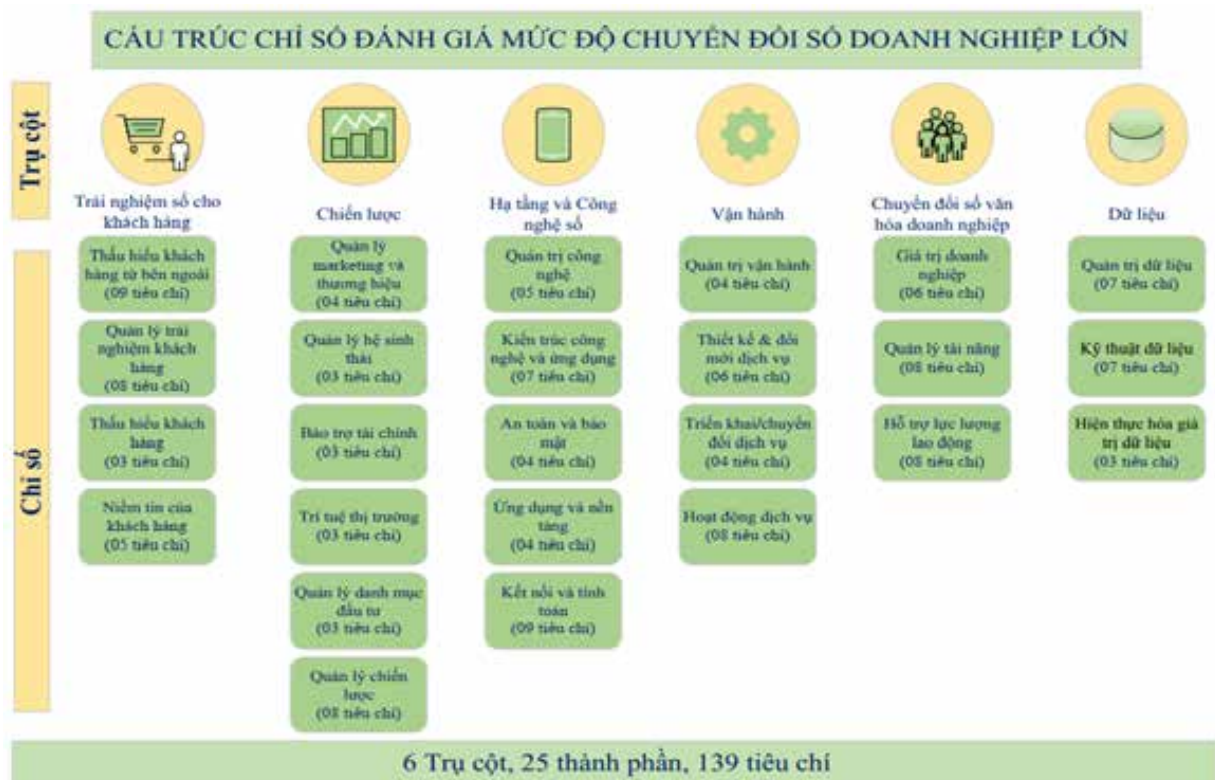 CẤU TRÚC CHỈ SỐ ĐÁNH GIÁ MỨC ĐỘ CHUYỂN ĐỔI SỐ DOANH NGHIỆP LỚN
Trụ cột
Trải nghiệm số cho
khách hàng
Chiến lược
Hạ tầng và Công
nghệ số
Vận hành
Chuyển đổi số văn
hóa doanh nghiệp
Dữ liệu
Chỉ số
Thấu hiểu khách
hàng từ bên ngoài
(09 tiêu chí)
Quản lý trải
nghiệm khách
hàng
(08 tiêu chí)
Thấu hiểu khách
hàng
(03 tiêu chí)
Niềm tin của
khách hàng
(05 tiêu chí)
Quản lý
marketing và
thương hiệu
(04 tiêu chí)
Quản lý hệ sinh
thái
(03 tiêu chí)
Bảo trợ tài chính
(03 tiêu chí)
Trí tuệ thị trường
(03 tiêu chí)
Quản lý danh mục
đầu tư
(03 tiêu chí)
Quản lý chiến
lược
(08 tiêu chí)
Quản trị công
nghệ
(05 tiêu chí)
Kiến trúc công
nghệ và ứng dụng
(07 tiêu chí)
An toàn và bảo
mật
(04 tiêu chí)
Ứng dụng và nền
tảng
(04 tiêu chí)
Kết nối và tính
toán
(09 tiêu chí)
Quản trị vận hành
(04 tiêu chí)
Thiết kế & đổi
mới dịch vụ
(06 tiêu chí)
Triển khai/chuyển
đổi dịch vụ
(04 tiêu chí)
Hoạt động dịch vụ
(08 tiêu chí)
Giá trị doanh
nghiệp
(06 tiêu chí)
Quản lý tài năng
(08 tiêu chí)
Hỗ trợ lực lượng
lao động
(08 tiêu chí)
Quản trị dữ liệu
(07 tiêu chí)
Kỹ thuật dữ liệu
(07 tiêu chí)
Hiện thực hóa giá
trị dữ liệu
(03 tiêu chí)
6 Trụ cột, 25 thành phần, 139 tiêu chí